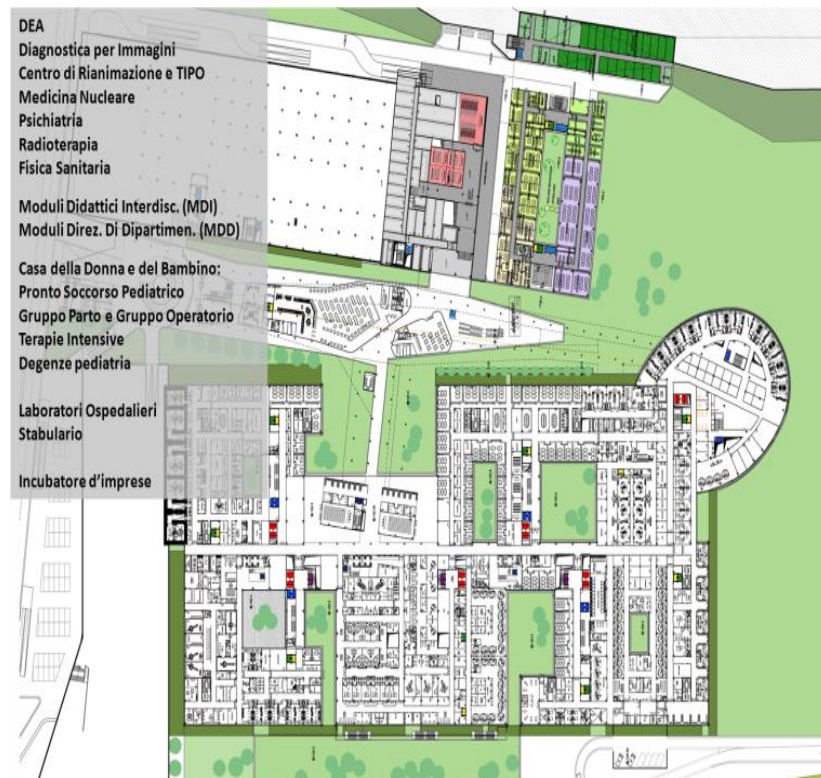 DEA
Diagnostica per Immagini
Centro di Rianimazione e TIPO
Medicina Nucleare
Psichiatria
Radioterapia
Fisica Sanitaria
Moduli Didattici Interdisc. (MDI)
Moduli Direz. Di Dipartimen. (MDD)
Casa della Donna e del Bambino:
Pronto Soccorso Pediatrico
Gruppo Parto e Gruppo Operatorio
Terapie Intensive
Degenze pediatria
Laboratori Ospedalieri
Stabulario
Incubatore d’imprese